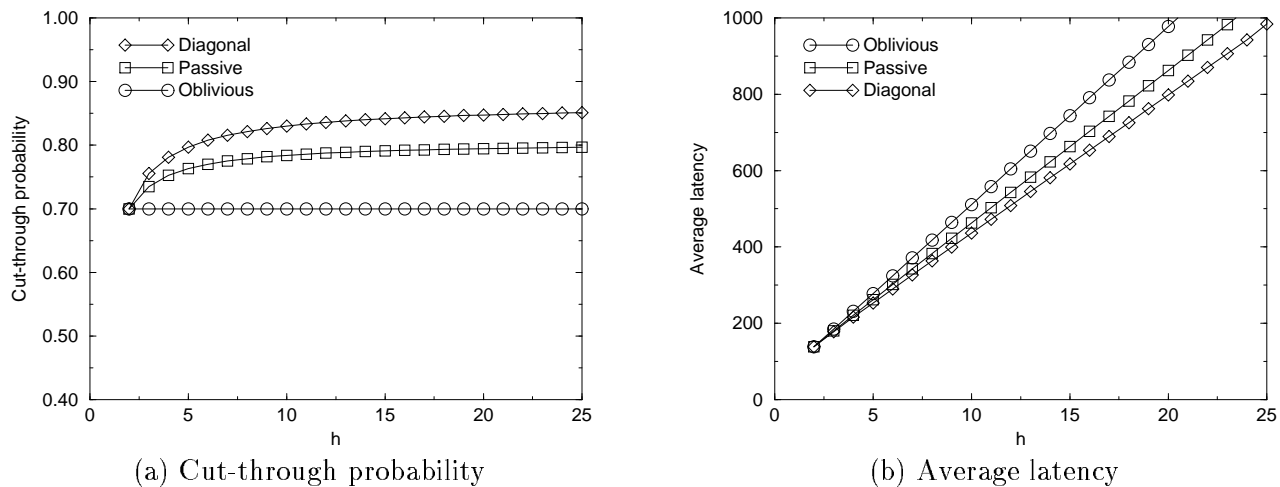 1.00
0.90
0.80
0.70
0.60
0.50
0.40
Cut-through probability
Diagonal
Passive
Oblivious
0 5 10 15 20 25
h
(a) Cut-through probability
1000
800
600
400
200
0
Average latency
Oblivious
Passive
Diagonal
0 5 10 15 20 25
h
(b) Average latency